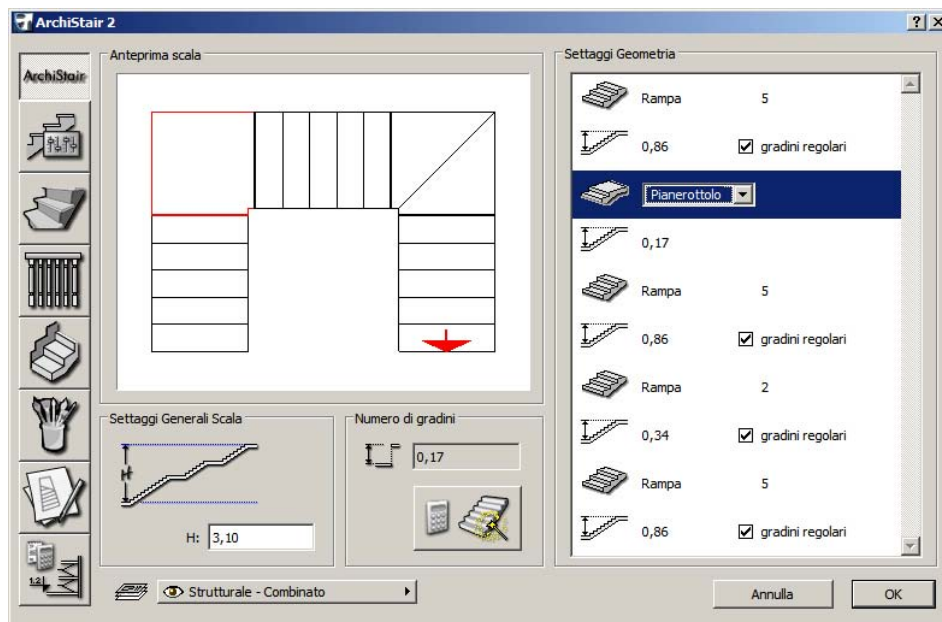 ArchiStair 2
ArchiStair
Anteprima scala
Settaggi Geometria
Rampa 5
0,86 gradini regolari
Pianerottolo
0,17
Rampa 5
0,86 gradini regolari
Rampa 2
0,34 gradini regolari
Rampa 5
0,86 gradini regolari
Settaggi Generali Scala
H
H: 3,10
Numero di gradini
0,17
1.2
Strutturale - Combinato
Annulla
OK